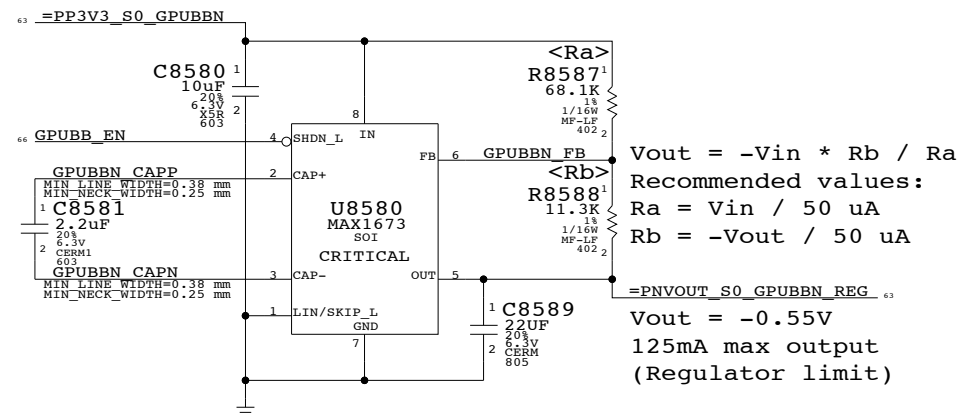 63 =PP3V3_S0_GPUBBN
C8580 1
10uF
20%
6.3V
X5R
603
2
<Ra>
R8587 1
68.1K
1%
1/16W
MF-LF
402 2
66 GPUBB_EN
4 SHDN_L
8
IN
FB 6 GPUBBN_FB
GPUBBN_CAPP
MIN_LINE_WIDTH=0.38 mm
MIN_NECK_WIDTH=0.25 mm
2 CAP+
1 C8581
2.2uF
20%
6.3V
CERM1
603
2
U8580
MAX1673
SOI
CRITICAL
<Rb>
R8588 1
11.3K
1%
1/16W
MF-LF
402 2
Vout = -Vin * Rb / Ra
Recommended values:
Ra = Vin / 50 uA
Rb = -Vout / 50 uA
GPUBBN_CAPN
MIN_LINE_WIDTH=0.38 mm
MIN_NECK_WIDTH=0.25 mm
3 CAP-
OUT 5
1 LIN/SKIP_L
GND
7
1 C8589
22UF
20%
6.3V
CERM
805
2
=PNVOUT_S0_GPUBBN_REG 63
Vout = -0.55V
125mA max output
(Regulator limit)